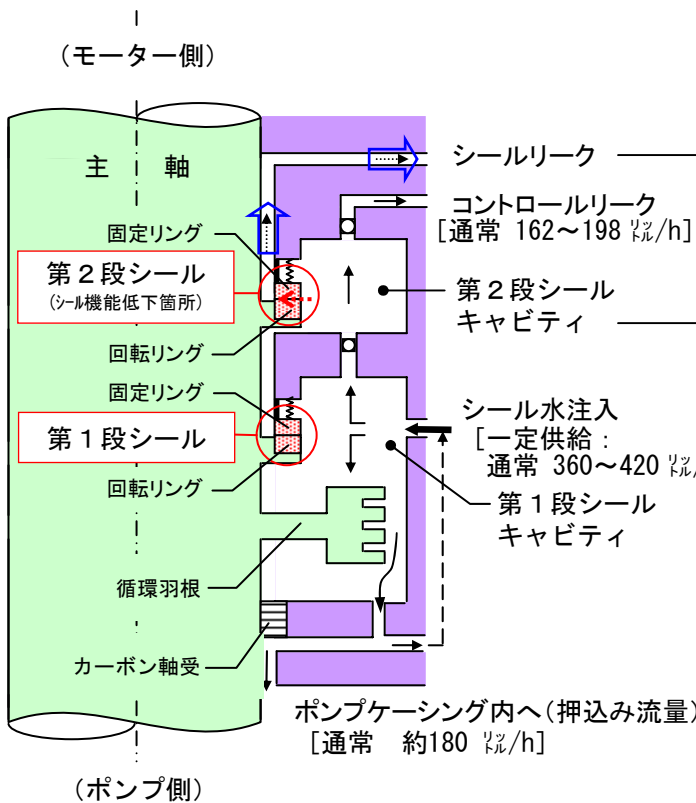 (モーター側)
主　軸
シールリーク
コントロールリーク
[通常 162～198 ㍑/h]
固定リング
第２段シール
(シール機能低下箇所)
回転リング
第２段シール
キャビティ
固定リング
第１段シール
回転リング
シール水注入
[一定供給：
通常 360～420 ㍑/
第１段シール
キャビティ
循環羽根
カーボン軸受
ポンプケーシング内へ(押込み流量)
[通常　約180 ㍑/h]
(ポンプ側)